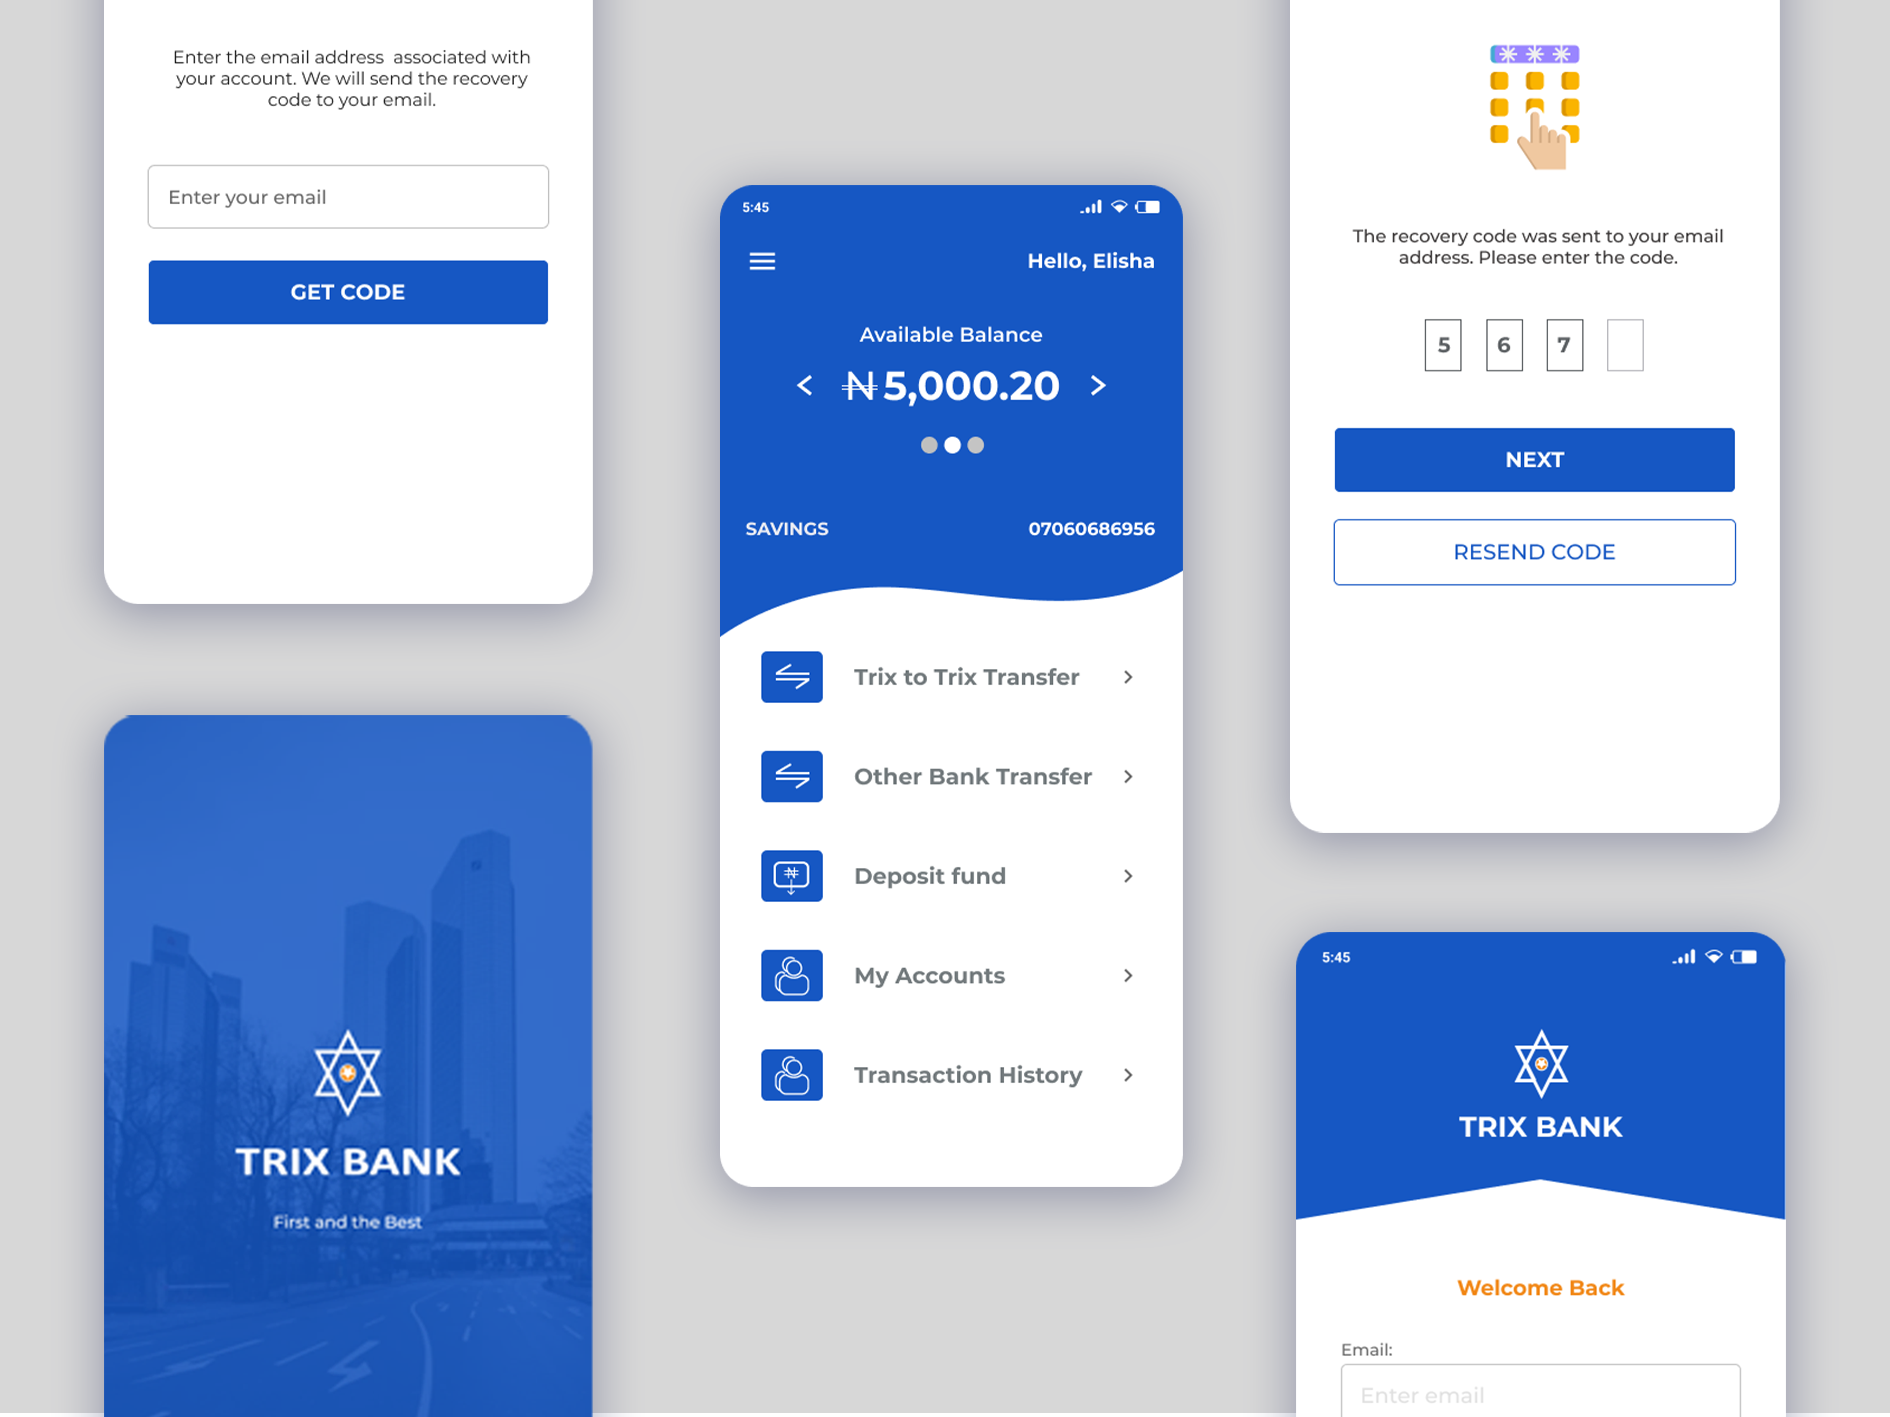 Enter the email address  associated with
your account. We will send the recovery
code to your email.
Enter your email
GET CODE
TRIX BANK
First and the Best
5:45
Hello, Elisha
Available Balance
< ₦5,000.20 >
SAVINGS 07060686956
Trix to Trix Transfer >
Other Bank Transfer >
₦
Deposit fund >
My Accounts >
Transaction History >
***
The recovery code was sent to your email
address. Please enter the code.
5 6 7
NEXT
RESEND CODE
5:45
TRIX BANK
Welcome Back
Email:
Enter email